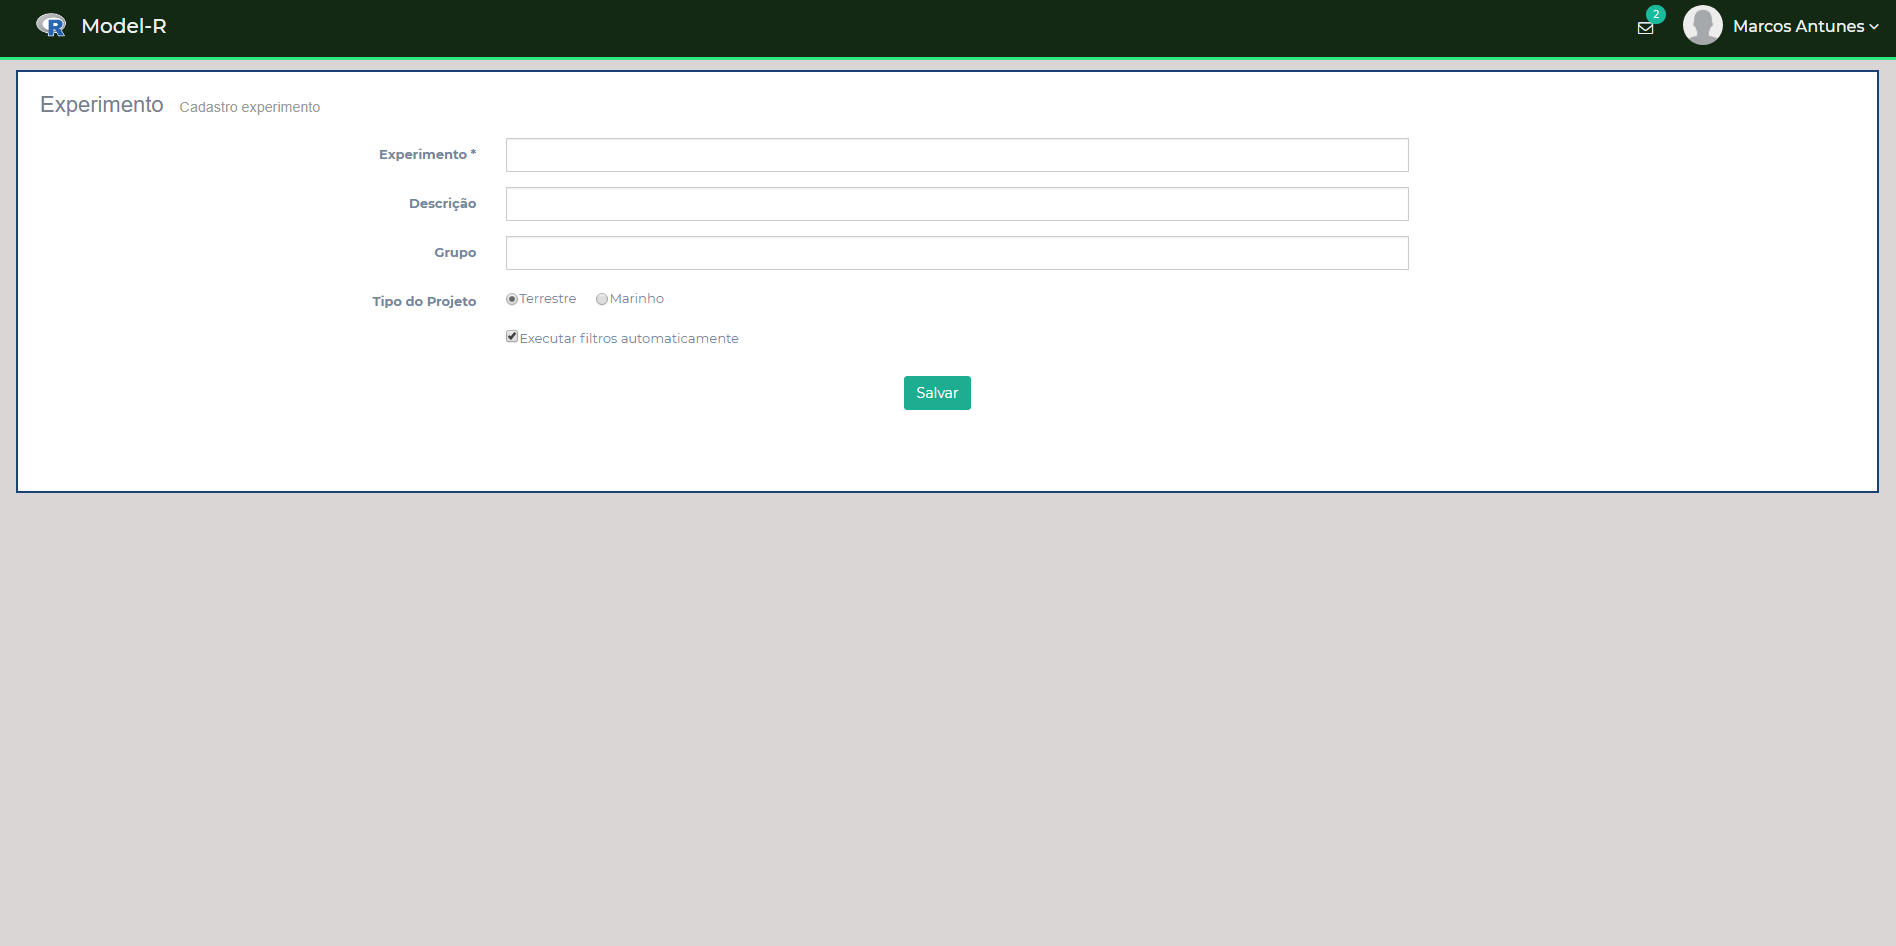 R Model-R
2
Marcos Antunes
Experimento Cadastro experimento
Experimento *
Descrição
Grupo
Tipo do Projeto Terrestre Marinho
Executar filtros automaticamente
Salvar